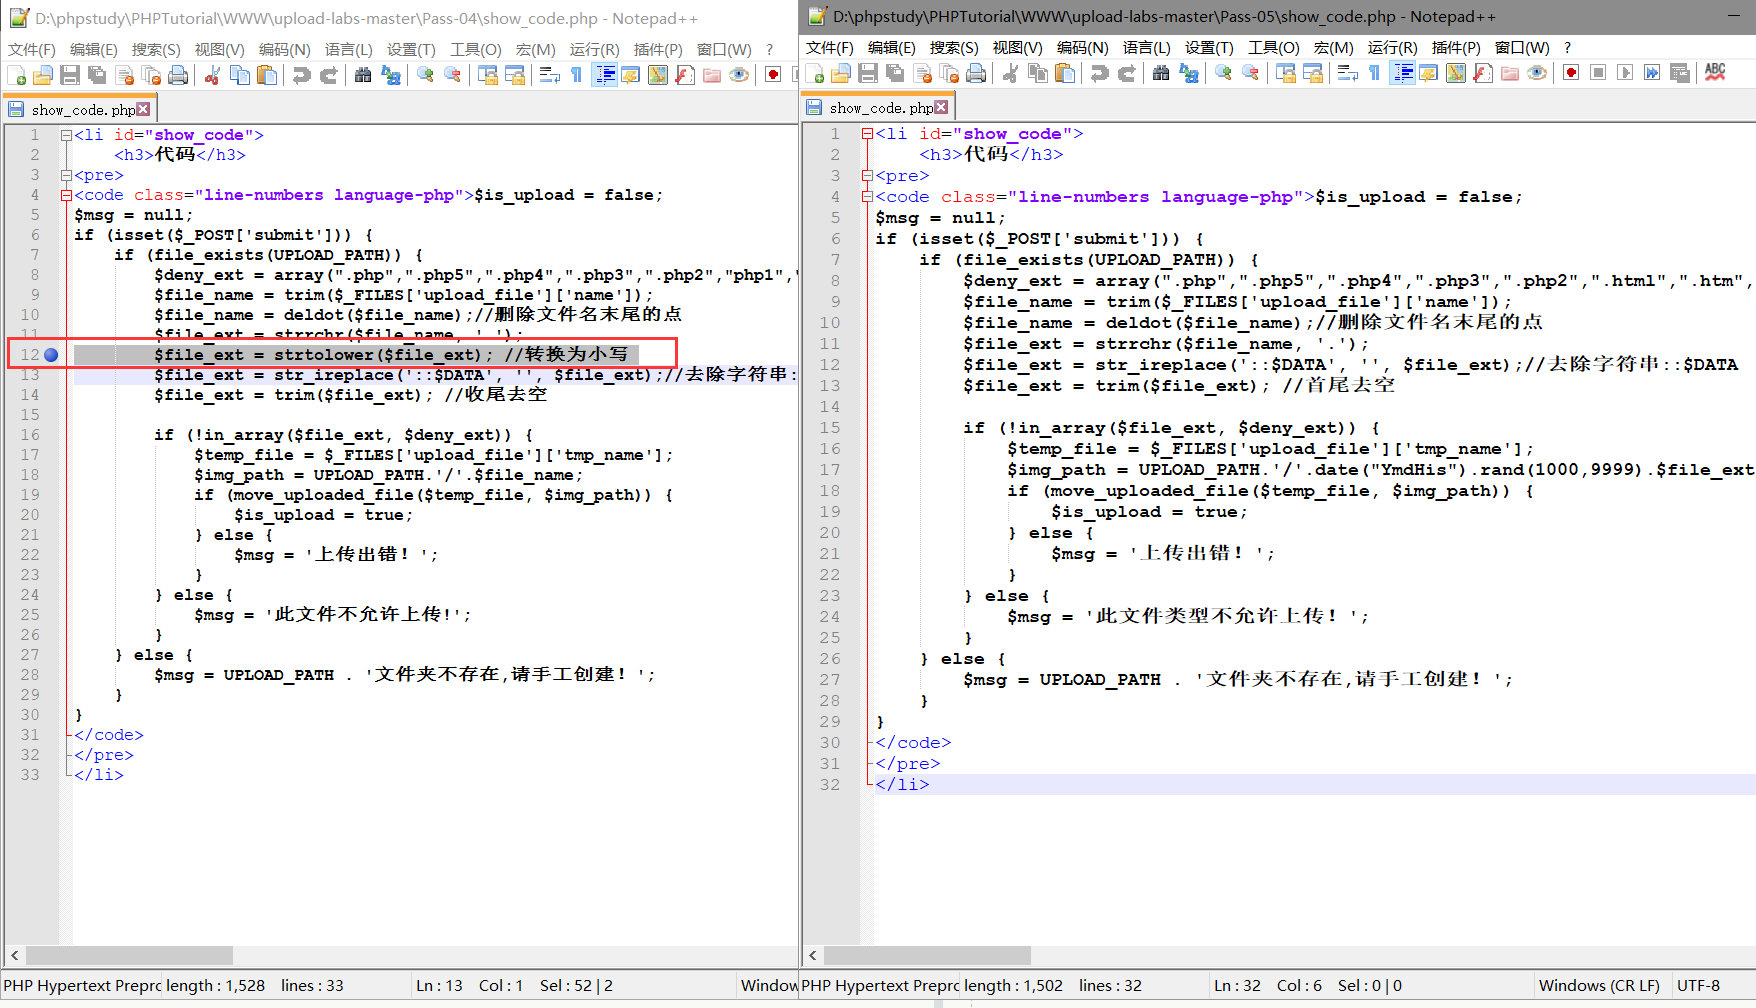 D:\phpstudy\PHPTutorial\WWW\upload-labs-master\Pass-04\show_code.php - Notepad++
文件(F) 编辑(E) 搜索(S) 视图(V) 编码(N) 语言(L) 设置(T) 工具(O) 宏(M) 运行(R) 插件(P) 窗口(W) ?
show_code.php
1 <li id="show_code">
2 <h3>代码</h3>
3 <pre>
4 <code class="line-numbers language-php">$is_upload = false;
5 $msg = null;
6 if (isset($_POST['submit'])) {
7 if (file_exists(UPLOAD_PATH)) {
8 $deny_ext = array(".php",".php5",".php4",".php3",".php2","php1","
9 $file_name = trim($_FILES['upload_file']['name']);
10 $file_name = deldot($file_name);//删除文件名末尾的点
11 $file_ext = strrchr($file_name, '.');
12 $file_ext = strtolower($file_ext); //转换为小写
13 $file_ext = str_ireplace('::$DATA', '', $file_ext);//去除字符串:
14 $file_ext = trim($file_ext); //收尾去空
15
16 if (!in_array($file_ext, $deny_ext)) {
17 $temp_file = $_FILES['upload_file']['tmp_name'];
18 $img_path = UPLOAD_PATH.'/'.$file_name;
19 if (move_uploaded_file($temp_file, $img_path)) {
20 $is_upload = true;
21 } else {
22 $msg = '上传出错！';
23 }
24 } else {
25 $msg = '此文件不允许上传!';
26 }
27 } else {
28 $msg = UPLOAD_PATH . '文件夹不存在,请手工创建！';
29 }
30 }
31 </code>
32 </pre>
33 </li>
PHP Hypertext Preprc length : 1,528 lines : 33 Ln : 13 Col : 1 Sel : 52 | 2 Window
D:\phpstudy\PHPTutorial\WWW\upload-labs-master\Pass-05\show_code.php - Notepad++
文件(F) 编辑(E) 搜索(S) 视图(V) 编码(N) 语言(L) 设置(T) 工具(O) 宏(M) 运行(R) 插件(P) 窗口(W) ?
ABC
show_code.php
1 <li id="show_code">
2 <h3>代码</h3>
3 <pre>
4 <code class="line-numbers language-php">$is_upload = false;
5 $msg = null;
6 if (isset($_POST['submit'])) {
7 if (file_exists(UPLOAD_PATH)) {
8 $deny_ext = array(".php",".php5",".php4",".php3",".php2",".html",".htm",
9 $file_name = trim($_FILES['upload_file']['name']);
10 $file_name = deldot($file_name);//删除文件名末尾的点
11 $file_ext = strrchr($file_name, '.');
12 $file_ext = str_ireplace('::$DATA', '', $file_ext);//去除字符串::$DATA
13 $file_ext = trim($file_ext); //首尾去空
14
15 if (!in_array($file_ext, $deny_ext)) {
16 $temp_file = $_FILES['upload_file']['tmp_name'];
17 $img_path = UPLOAD_PATH.'/'.date("YmdHis").rand(1000,9999).$file_ext
18 if (move_uploaded_file($temp_file, $img_path)) {
19 $is_upload = true;
20 } else {
21 $msg = '上传出错！';
22 }
23 } else {
24 $msg = '此文件类型不允许上传！';
25 }
26 } else {
27 $msg = UPLOAD_PATH . '文件夹不存在,请手工创建！';
28 }
29 }
30 </code>
31 </pre>
32 </li>
PHP Hypertext Preprc length : 1,502 lines : 32 Ln : 32 Col : 6 Sel : 0 | 0 Windows (CR LF) UTF-8